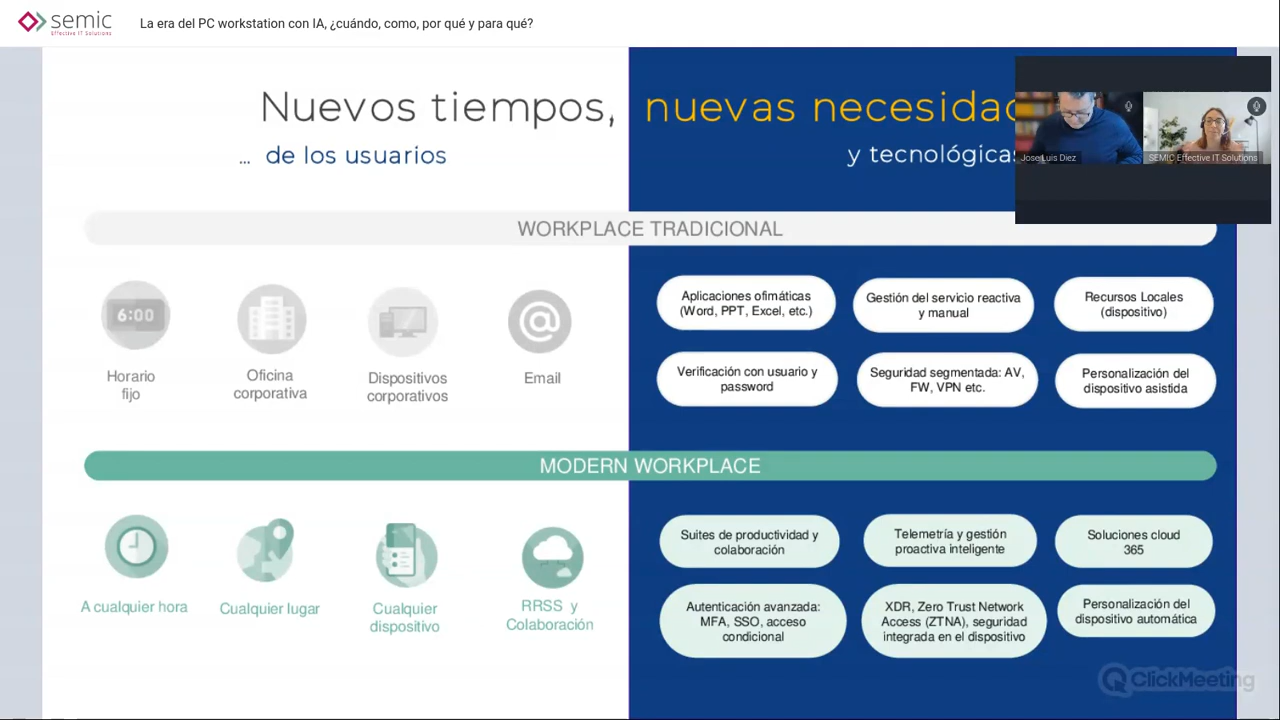 semic
Effective IT Solutions
La era del PC workstation con IA, ¿cuándo, como, por qué y para qué?
Nuevos tiempos, nuevas necesidad
... de los usuarios
y tecnológicas
Jose Luis Diez
SEMIC Effective IT Solutions
WORKPLACE TRADICIONAL
6:00
Horario
fijo
Oficina
corporativa
Dispositivos
corporativos
@
Email
Aplicaciones ofimáticas
(Word, PPT, Excel, etc.)
Gestión del servicio reactiva
y manual
Recursos Locales
(dispositivo)
Verificación con usuario y
password
Seguridad segmentada: AV,
FW, VPN etc.
Personalización del
dispositivo asistida
MODERN WORKPLACE
A cualquier hora
Cualquier lugar
Cualquier
dispositivo
RRSS y
Colaboración
Suites de productividad y
colaboración
Telemetría y gestión
proactiva inteligente
Soluciones cloud
365
Autenticación avanzada:
MFA, SSO, acceso
condicional
XDR, Zero Trust Network
Access (ZTNA), seguridad
integrada en el dispositivo
Personalización del
dispositivo automática
ClickMeeting